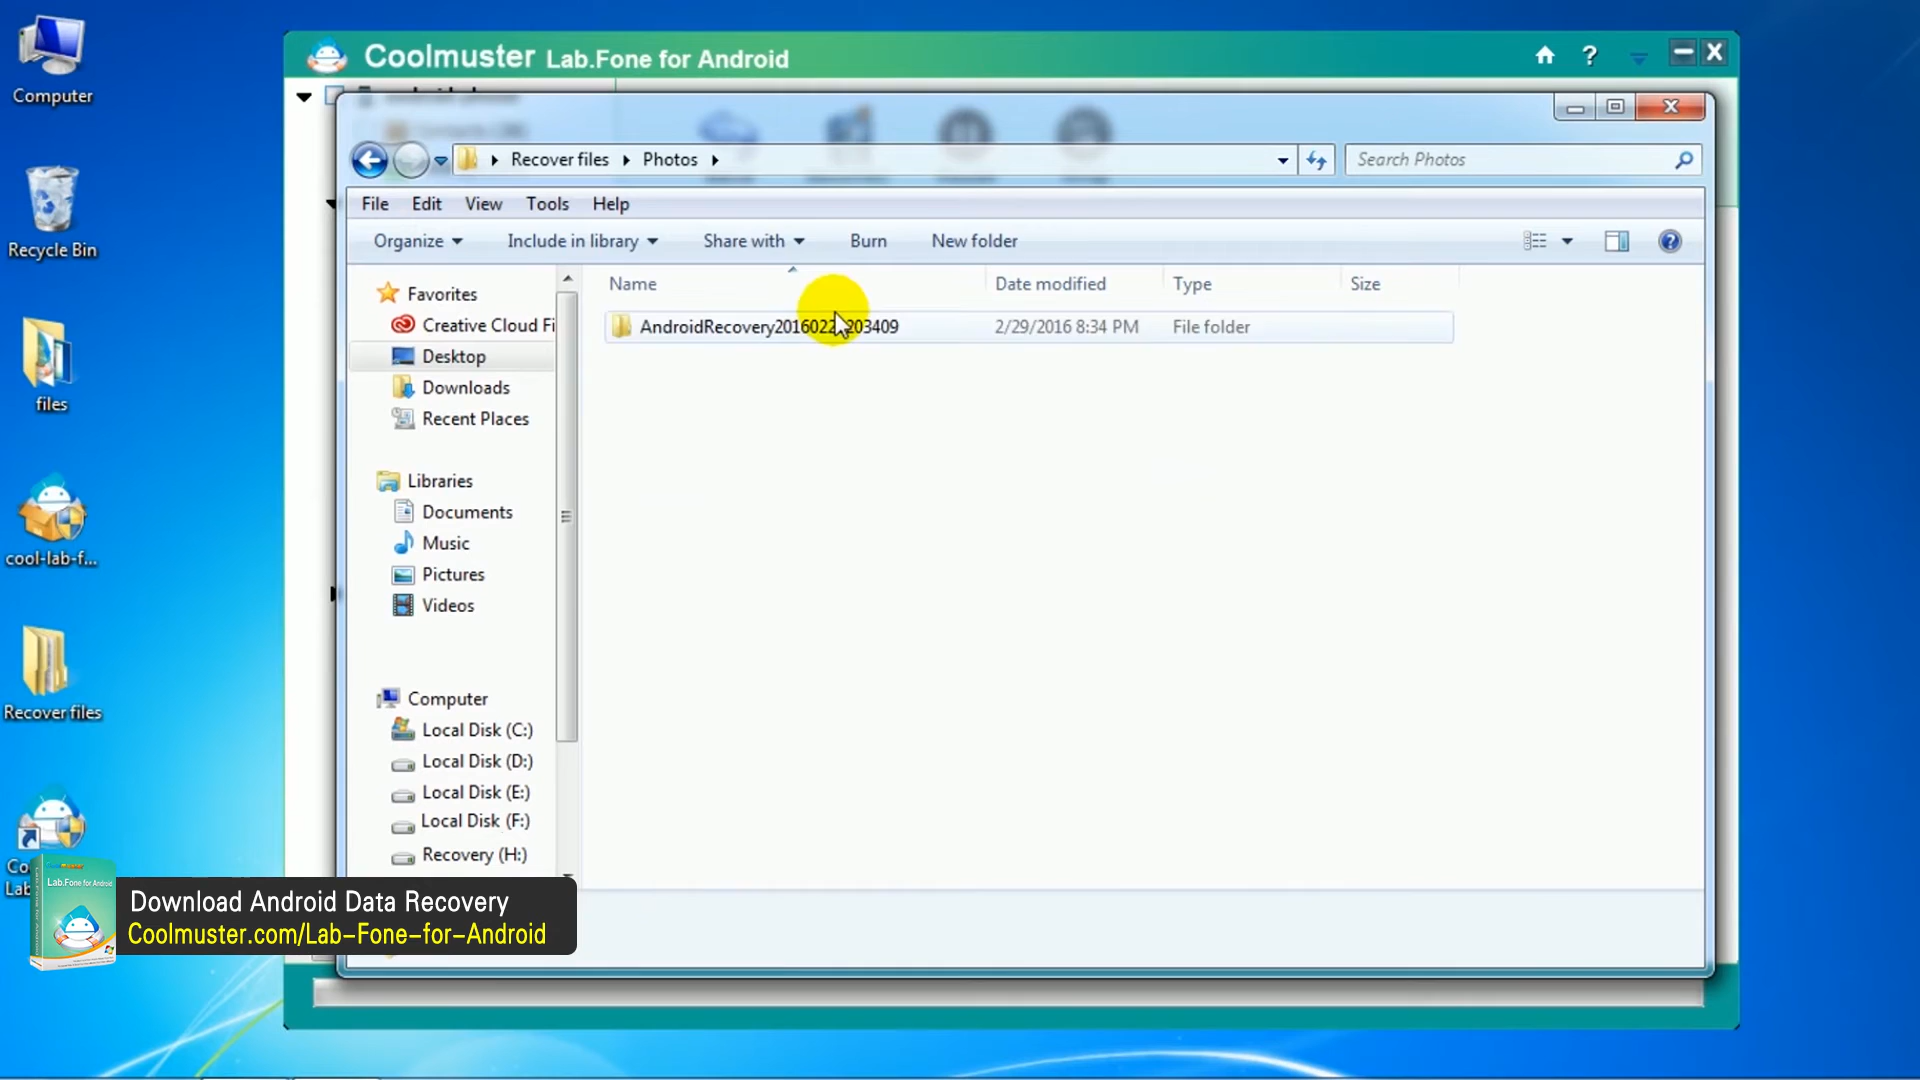 Computer
Recycle Bin
files
cool-lab-f...
Recover files
Coolmuster Lab.Fone for Android
?
Recover files
Photos
Search Photos
File Edit View Tools Help
Organize Include in library Share with Burn New folder
Name Date modified Type Size
2/29/2016 8:34 PM File folder
Favorites
Creative Cloud Fi
Desktop
Downloads
Recent Places
Libraries
Documents
Music
Pictures
Videos
Computer
Local Disk (C:)
Local Disk (D:)
Local Disk (E:)
Local Disk (F:)
Recovery (H:)
Lab.Fone for Android
Download Android Data Recovery
Coolmuster.com/Lab-Fone-for-Android